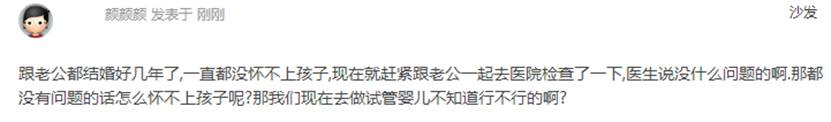 颜颜颜 发表于 刚刚
沙发
跟老公都结婚好几年了,一直都没怀不上孩子,现在就赶紧跟老公一起去医院检查了一下,医生说没什么问题的啊.那都
没有问题的话怎么怀不上孩子呢?那我们现在去做试管婴儿不知道行不行的啊?